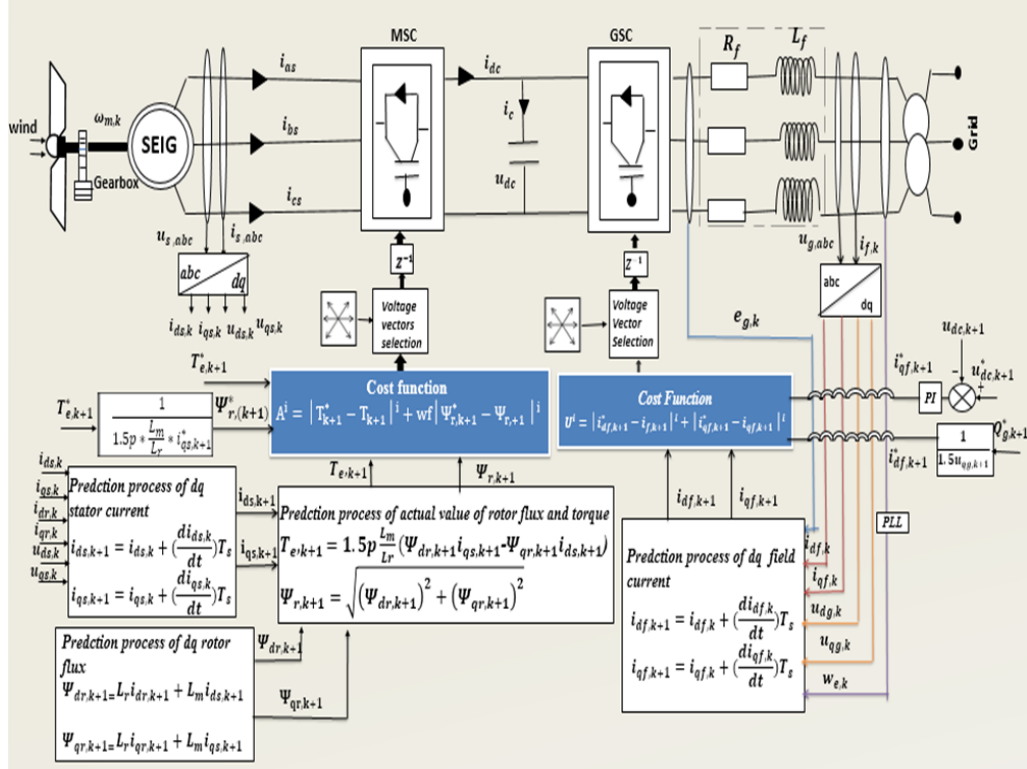 MSC
GSC
R_f
L_f
i_as
i_dc
ω_{m,k}
i_c
wind
i_bs
SEIG
Grid
Gearbox
u_dc
i_cs
u_{s,abc}
i_{s,abc}
u_{g,abc}
i_{f,k}
abc
dq
z^{-1}
z^{-1}
abc
dq
i_{ds,k} i_{qs,k} u_{ds,k} u_{qs,k}
Voltage
vectors
selection
Voltage
Vector
Selection
e_{g,k}
u_{dc,k+1}
T*_{e,k+1}
i*_{qf,k+1}
PI
-
+
u*_{dc,k+1}
T*_{e,k+1}
1
1.5p * L_m/L_r * i*_{qs,k+1}
Ψ*_{r,(k+1)}
Cost function
A^i = |T*_{k+1} − T_{k+1}|^i + wf|Ψ*_{r,k+1} − Ψ_{r,+1}|^i
Cost Function
U^i = |i*_{df,k+1} − i_{f,k+1}|^i + |i*_{qf,k+1} − i_{qf,k+1}|^i
i*_{df,k+1}
1
1.5u_{qg,k+1}
Q*_{g,k+1}
T_{e,k+1}
Ψ_{r,k+1}
i_{df,k+1}
i_{qf,k+1}
i_{ds,k}
i_{qs,k}
i_{dr,k}
i_{qr,k}
u_{ds,k}
u_{qs,k}
Predction process of dq
stator current
i_{ds,k+1} = i_{ds,k} + (di_{ds,k}/dt)T_s
i_{qs,k+1} = i_{qs,k} + (di_{qs,k}/dt)T_s
i_{ds,k+1}
i_{qs,k+1}
Predction process of actual value of rotor flux and torque
T_{e,k+1} = 1.5p L_m/L_r (Ψ_{dr,k+1}i_{qs,k+1}-Ψ_{qr,k+1}i_{ds,k+1})
Ψ_{r,k+1} = √((Ψ_{dr,k+1})^2 + (Ψ_{qr,k+1})^2)
PLL
Predction process of dq field
current
i_{df,k+1} = i_{df,k} + (di_{df,k}/dt)T_s
i_{qf,k+1} = i_{qf,k} + (di_{qf,k}/dt)T_s
i_{df,k}
i_{qf,k}
u_{dg,k}
u_{qg,k}
w_{e,k}
Predction process of dq rotor
flux
Ψ_{dr,k+1=}L_r i_{dr,k+1} + L_m i_{ds,k+1}
Ψ_{qr,k+1=}L_r i_{qr,k+1} + L_m i_{qs,k+1}
Ψ_{dr,k+1}
Ψ_{qr,k+1}